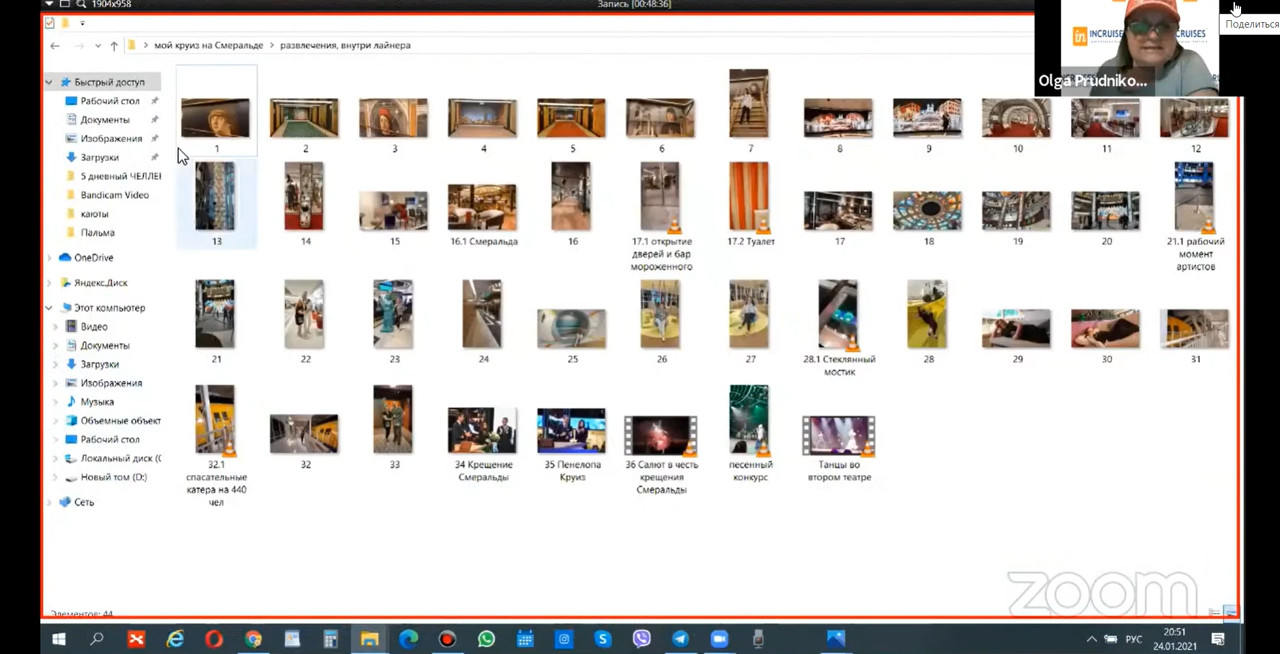 1904x958
Запись [00:48:36]
Поделиться
INCRUISES
CRUISES
Olga Prudniko...
мой круиз на Смеральде
развлечения, внутри лайнера
Быстрый доступ
Рабочий стол
Документы
Изображения
Загрузки
5 дневный ЧЕЛЛЕ
Bandicam Video
каюты
Пальма
OneDrive
Яндекс.Диск
Этот компьютер
Видео
Документы
Загрузки
Изображения
Музыка
Объемные объект
Рабочий стол
Локальный диск (C
Новый том (D:)
Сеть
1 2 3 4 5 6 7 8 9 10 11 12
13
14
15
16.1 Смеральда
16
17.1 открытие
дверей и бар
мороженного
17.2 Туалет
17
18
19
20
21.1 рабочий
момент
артистов
21
22
23
24
25
26
27
28.1 Стеклянный
мостик
28
29
30
31
32.1
спасательные
катера на 440
чел
32
33
34 Крещение
Смеральды
35 Пенелопа
Круиз
36 Салют в честь
крещения
Смеральды
песенный
конкурс
Танцы во
втором театре
zoom
Элементов: 44
РУС
20:51
24.01.2021